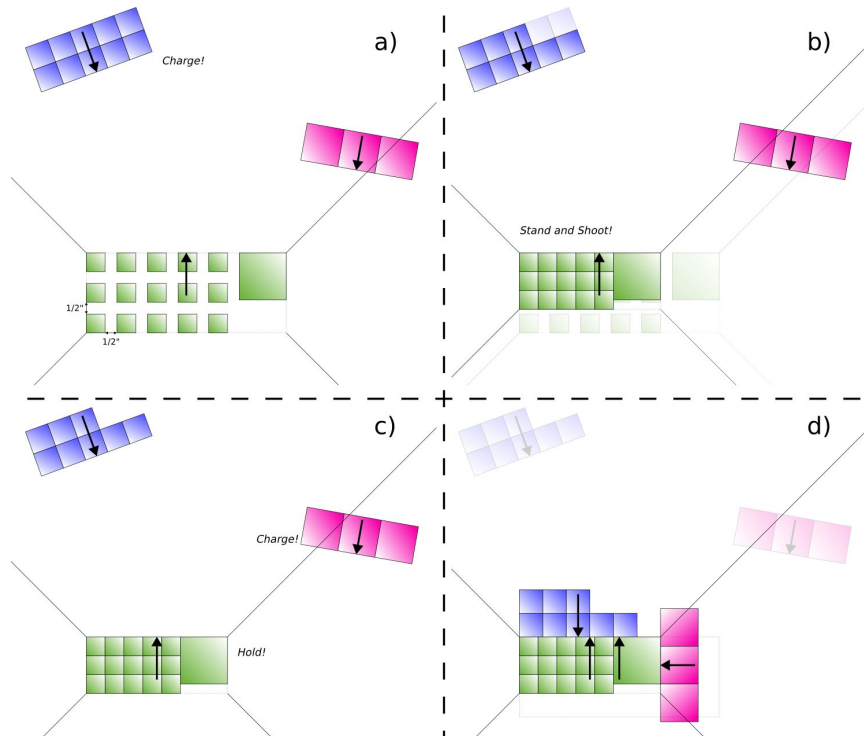 a)
Charge!
1/2"
1/2"
b)
Stand and Shoot!
c)
Charge!
Hold!
d)